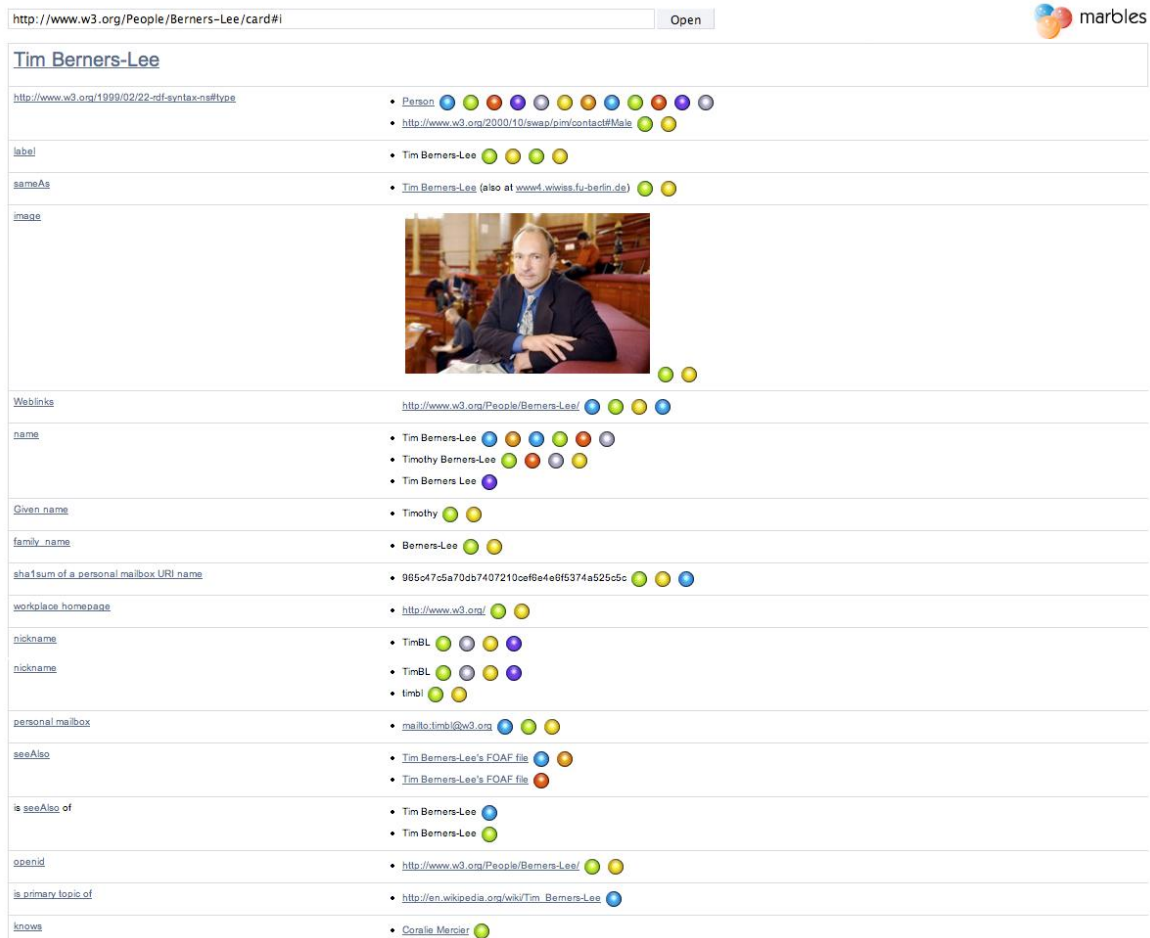 http://www.w3.org/People/Berners-Lee/card#i Open marbles
Tim Berners-Lee
http://www.w3.org/1999/02/22-rdf-syntax-ns#type
• Person
• http://www.w3.org/2000/10/swap/pim/contact#Male
label
• Tim Berners-Lee
sameAs
• Tim Berners-Lee (also at www4.wiwiss.fu-berlin.de)
image
Weblinks
http://www.w3.org/People/Berners-Lee/
name
• Tim Berners-Lee
• Timothy Berners-Lee
• Tim Berners Lee
Given name
• Timothy
family_name
• Berners-Lee
sha1sum of a personal mailbox URI name
• 965c47c5a70db7407210cef6e4e6f5374a525c5c
workplace homepage
• http://www.w3.org/
nickname
• TimBL
nickname
• TimBL
• timbl
personal mailbox
• mailto:timbl@w3.org
seeAlso
• Tim Berners-Lee's FOAF file
• Tim Berners-Lee's FOAF file
is seeAlso of
• Tim Berners-Lee
• Tim Berners-Lee
openid
• http://www.w3.org/People/Berners-Lee/
is primary topic of
• http://en.wikipedia.org/wiki/Tim_Berners-Lee
knows
• Coralie Mercier